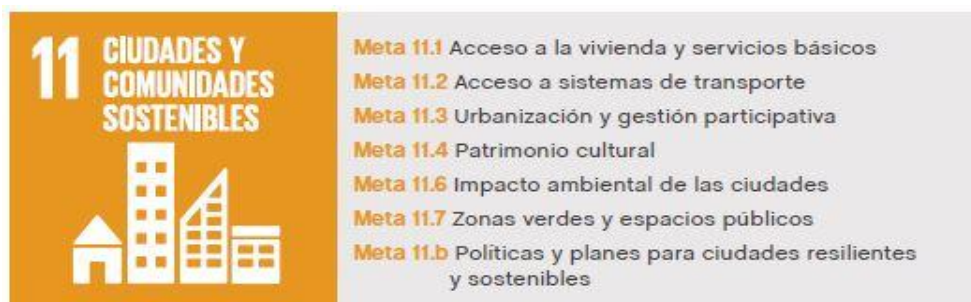 11 CIUDADES Y
COMUNIDADES
SOSTENIBLES
Meta 11.1 Acceso a la vivienda y servicios básicos
Meta 11.2 Acceso a sistemas de transporte
Meta 11.3 Urbanización y gestión participativa
Meta 11.4 Patrimonio cultural
Meta 11.6 Impacto ambiental de las ciudades
Meta 11.7 Zonas verdes y espacios públicos
Meta 11.b Políticas y planes para ciudades resilientes
y sostenibles